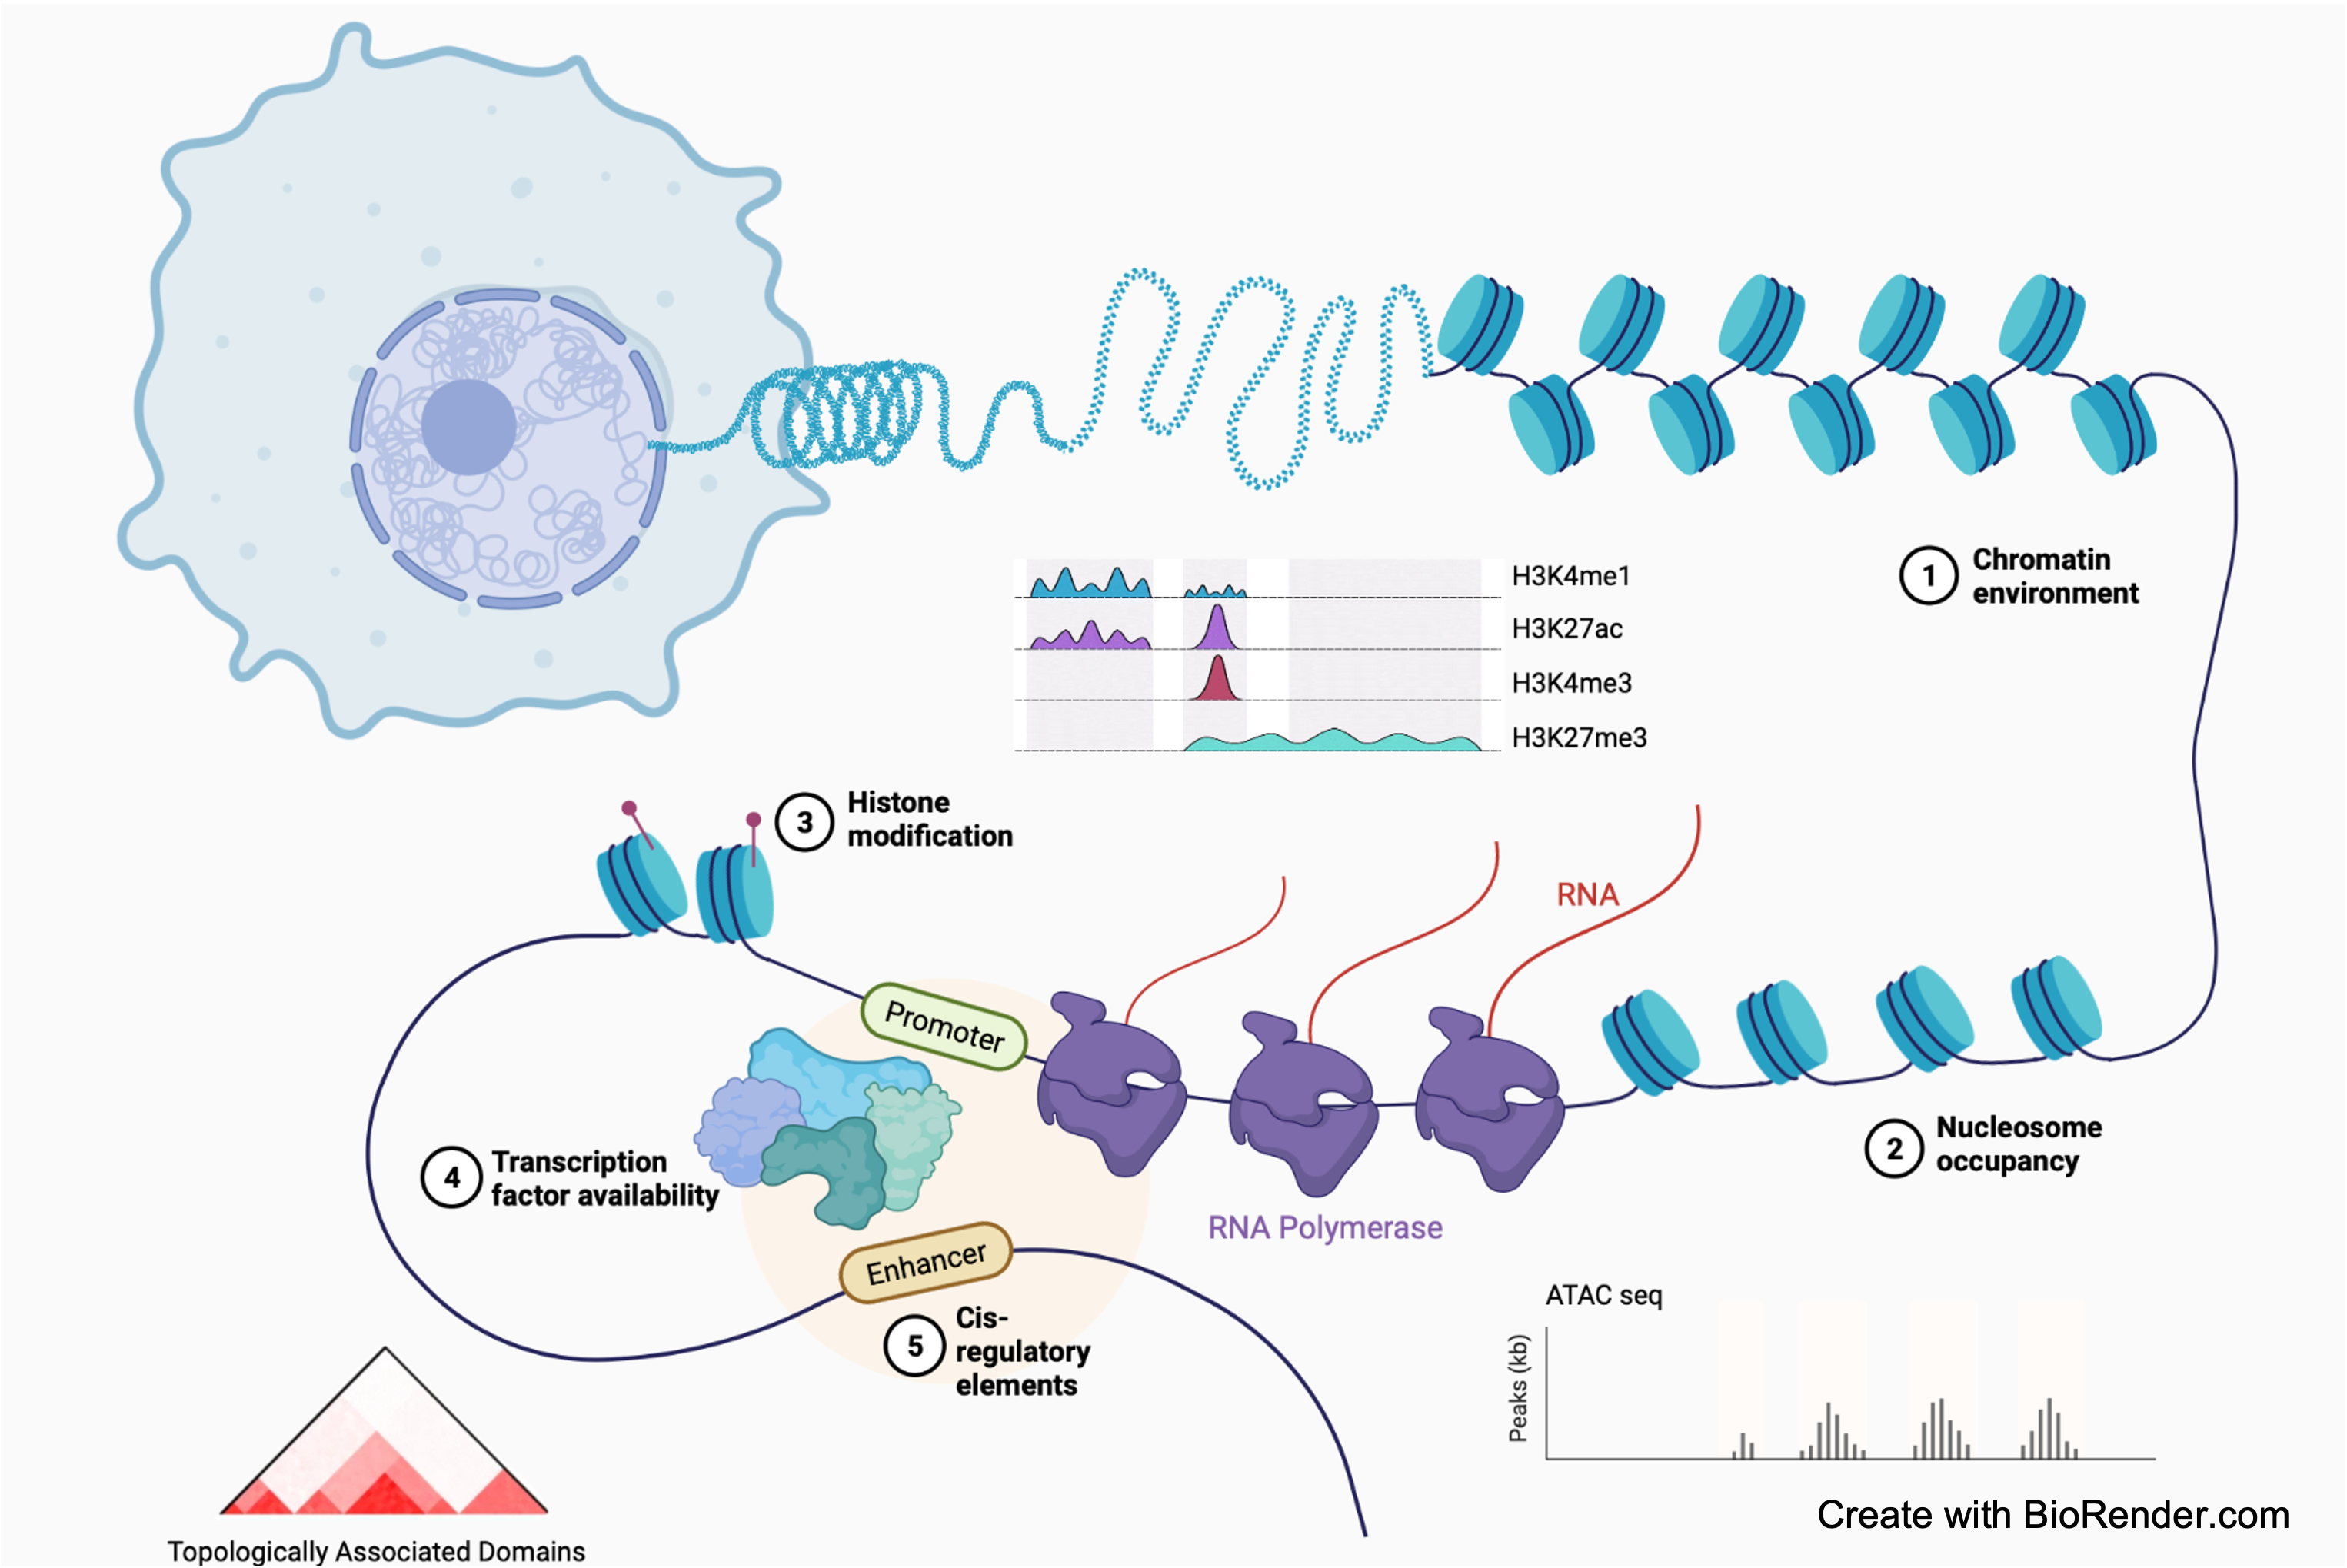 H3K4me1
H3K27ac
H3K4me3
H3K27me3
1
Chromatin
environment
3
Histone
modification
RNA
Promoter
4
Transcription
factor availability
2
Nucleosome
occupancy
RNA Polymerase
Enhancer
5
Cis-
regulatory
elements
ATAC seq
Peaks (kb)
Topologically Associated Domains
Create with BioRender.com